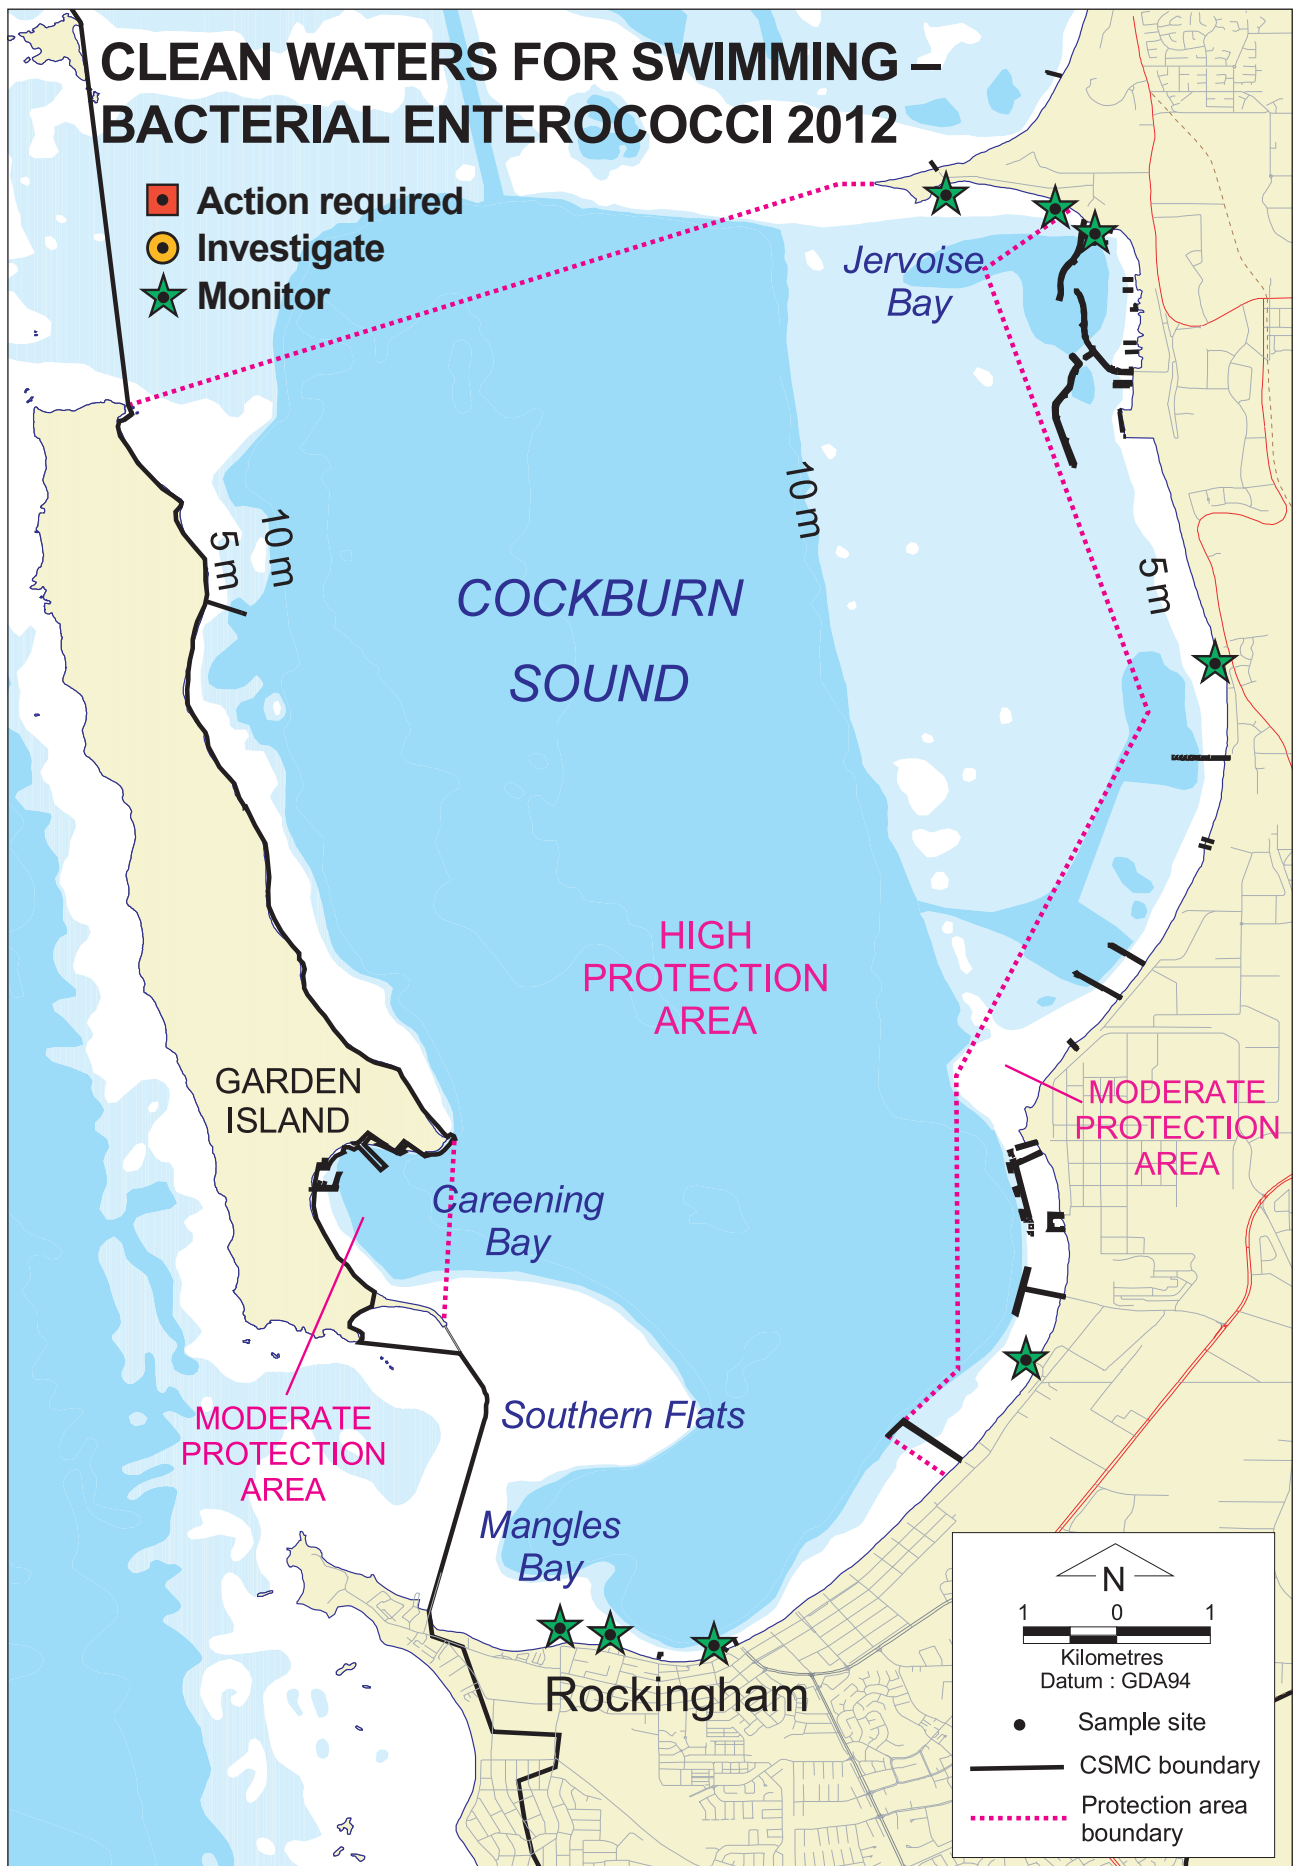 CLEAN WATERS FOR SWIMMING –
BACTERIAL ENTEROCOCCI 2012
Action required
Investigate
Monitor
Jervoise
Bay
10 m
10 m
5 m
5 m
COCKBURN
SOUND
HIGH
PROTECTION
AREA
GARDEN
ISLAND
MODERATE
PROTECTION
AREA
Careening
Bay
MODERATE
PROTECTION
AREA
Southern Flats
Mangles
Bay
Rockingham
N
1 0 1
Kilometres
Datum : GDA94
Sample site
CSMC boundary
Protection area
boundary